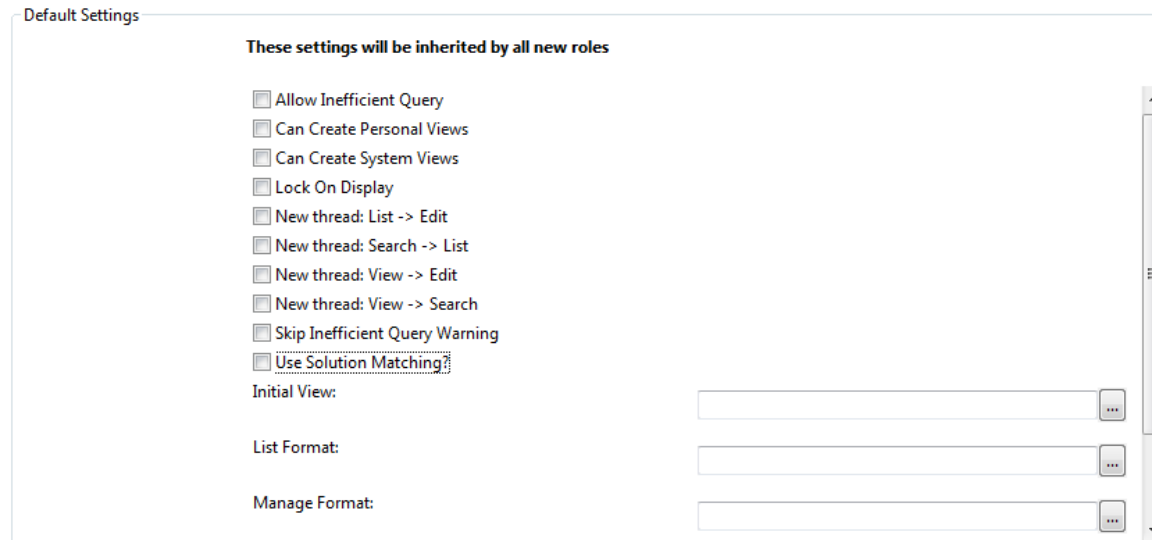 Default Settings
These settings will be inherited by all new roles
Allow Inefficient Query
Can Create Personal Views
Can Create System Views
Lock On Display
New thread: List -> Edit
New thread: Search -> List
New thread: View -> Edit
New thread: View -> Search
Skip Inefficient Query Warning
Use Solution Matching?
Initial View:
...
List Format:
...
Manage Format:
...